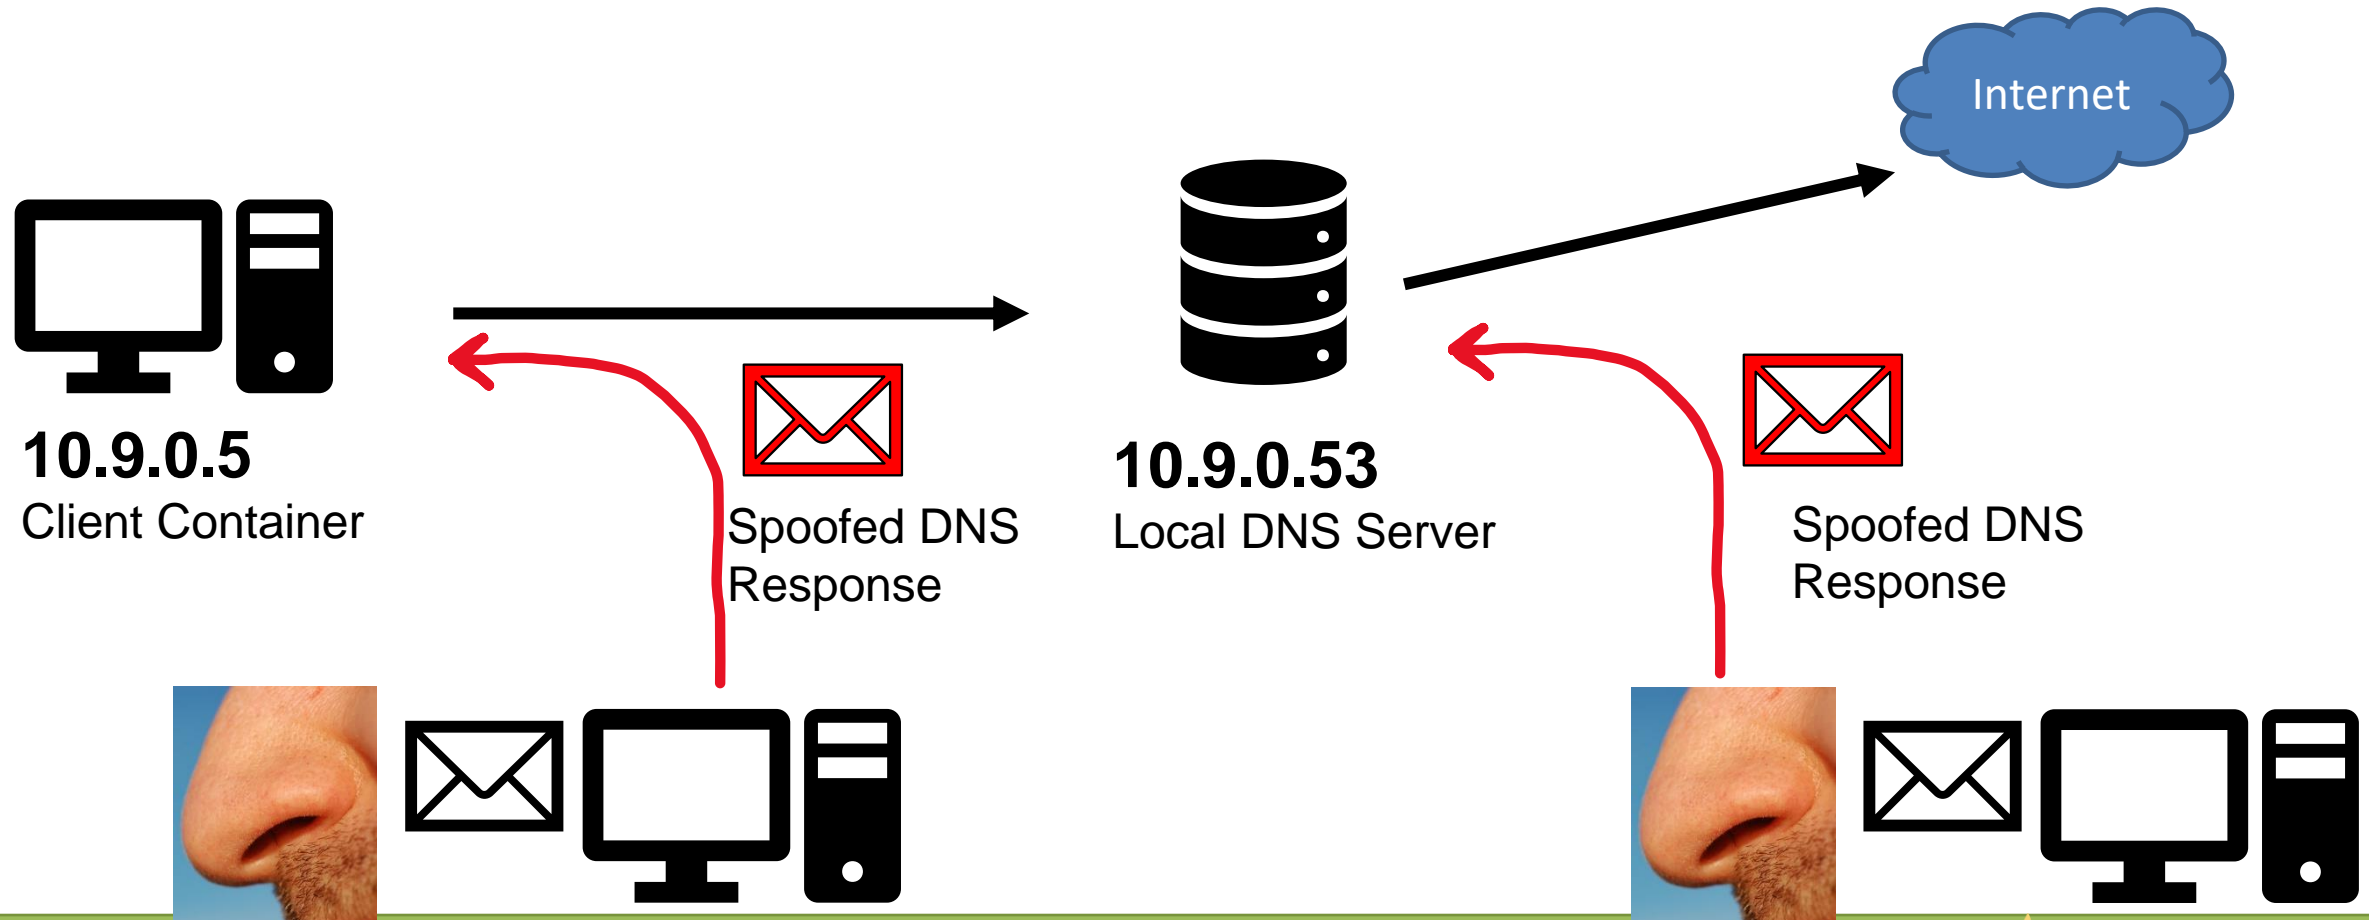 Internet
10.9.0.5
Client Container
Spoofed DNS
Response
10.9.0.53
Local DNS Server
Spoofed DNS
Response